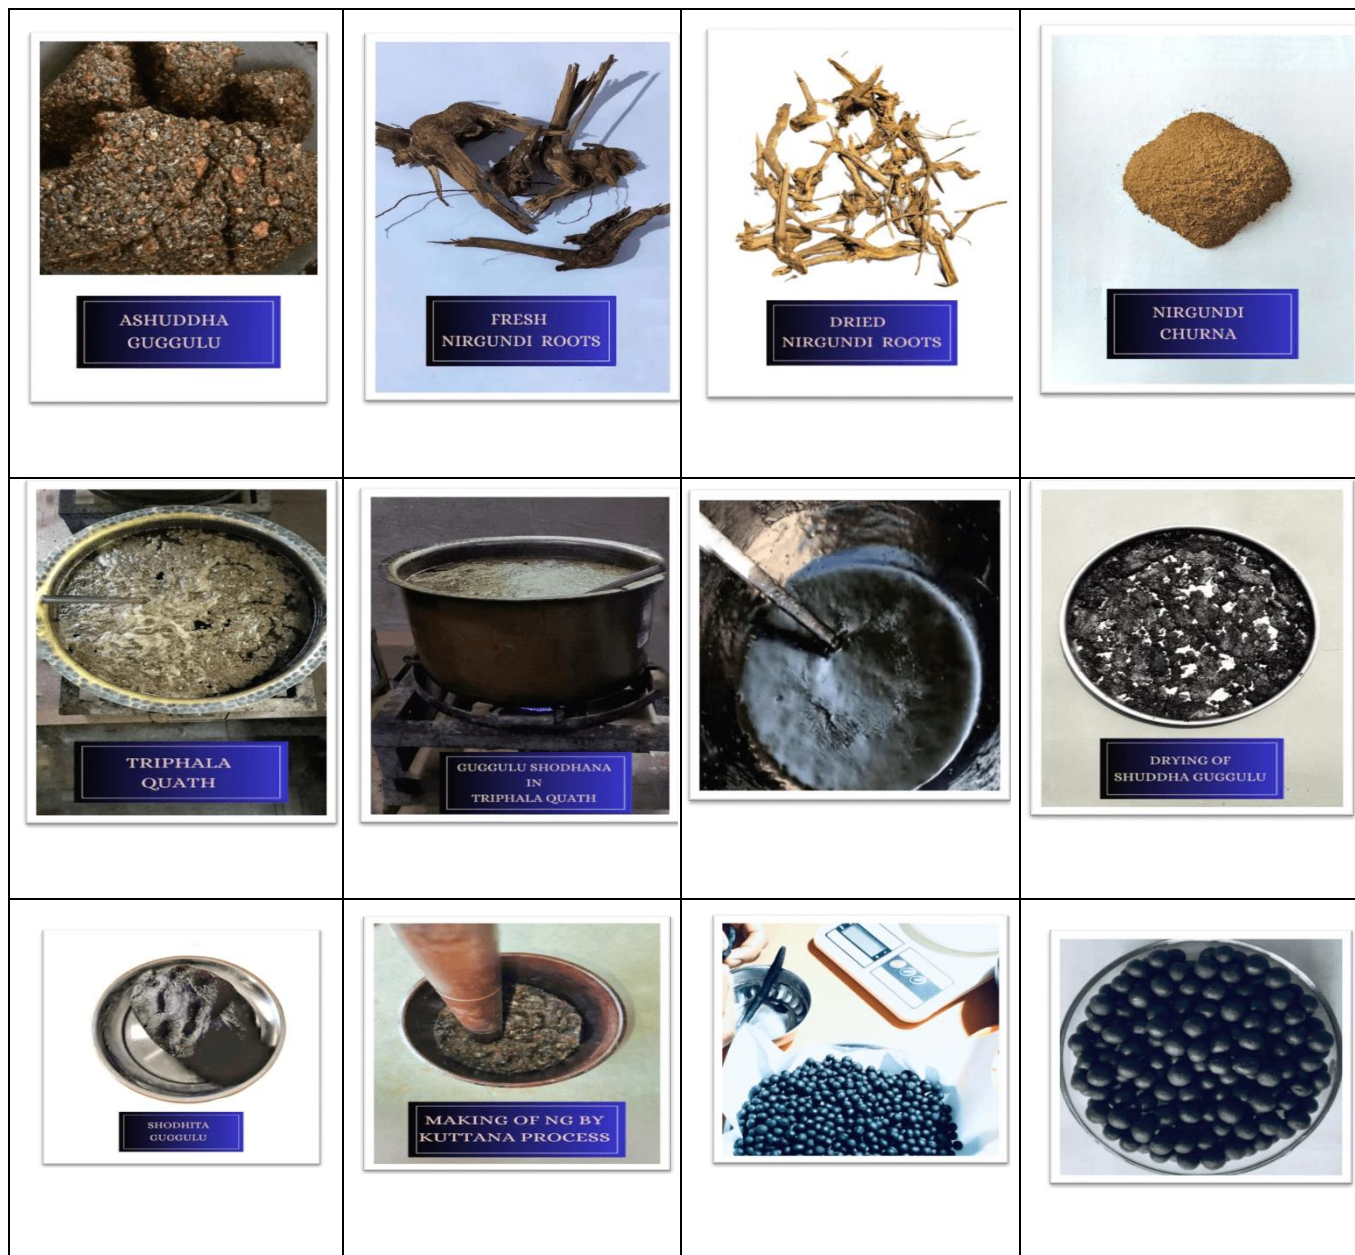 ASHUDDHA
GUGGULU
FRESH
NIRGUNDI ROOTS
DRIED
NIRGUNDI ROOTS
NIRGUNDI
CHURNA
TRIPHALA
QUATH
GUGGULU SHODHANA
IN
TRIPHALA QUATH
DRYING OF
SHUDDHA GUGGULU
SHODHITA
GUGGULU
MAKING OF NG BY
KUTTANA PROCESS